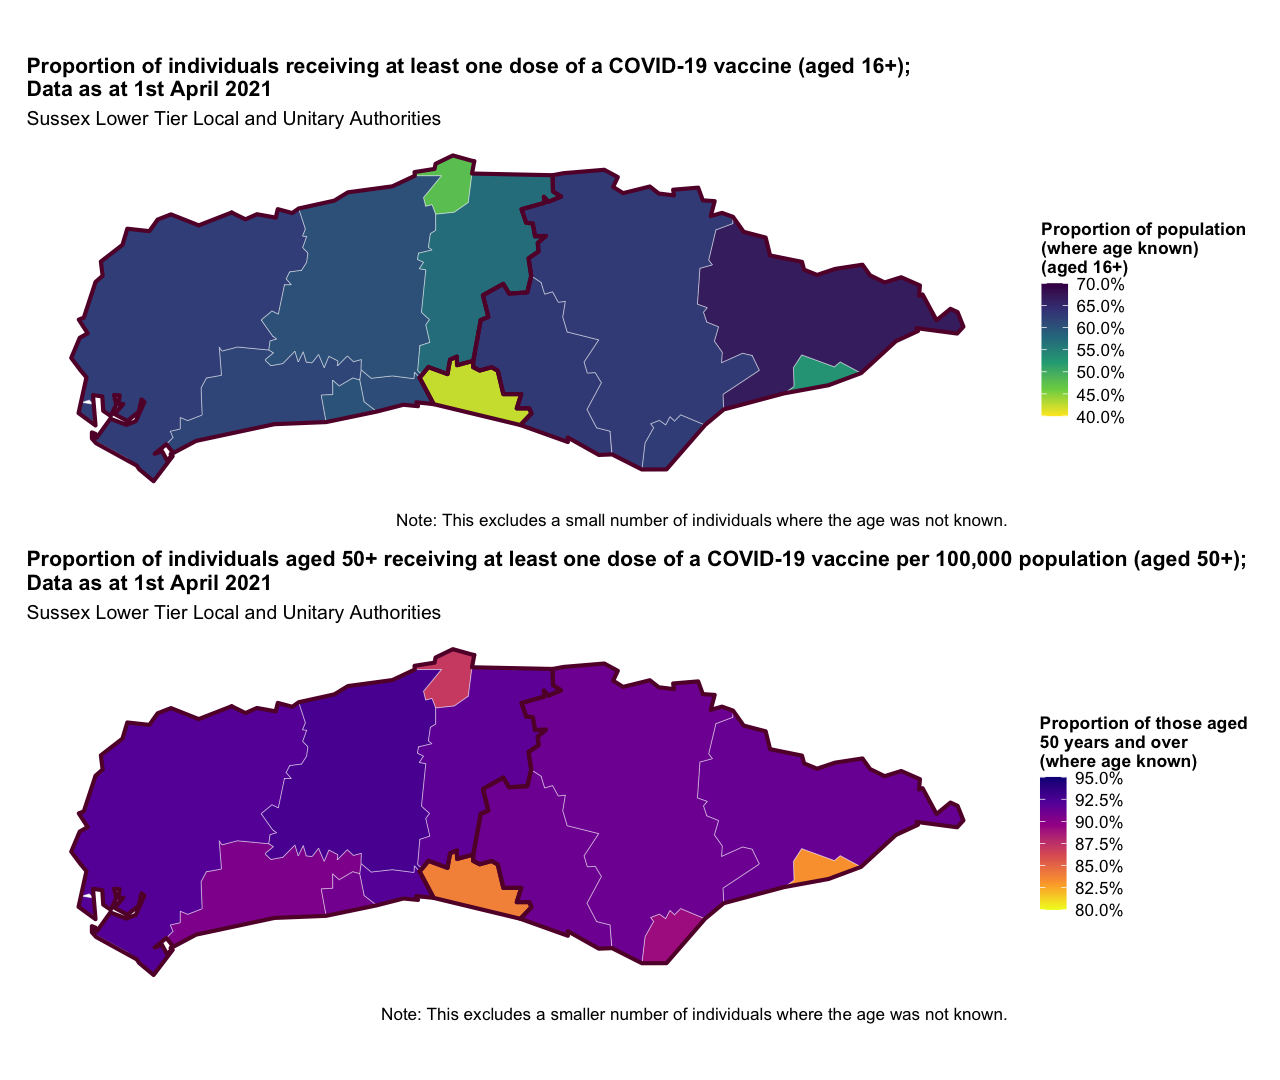 Proportion of individuals receiving at least one dose of a COVID-19 vaccine (aged 16+);
Data as at 1st April 2021
Sussex Lower Tier Local and Unitary Authorities
Proportion of population
(where age known)
(aged 16+)
70.0%
65.0%
60.0%
55.0%
50.0%
45.0%
40.0%
Note: This excludes a small number of individuals where the age was not known.
Proportion of individuals aged 50+ receiving at least one dose of a COVID-19 vaccine per 100,000 population (aged 50+);
Data as at 1st April 2021
Sussex Lower Tier Local and Unitary Authorities
Proportion of those aged
50 years and over
(where age known)
95.0%
92.5%
90.0%
87.5%
85.0%
82.5%
80.0%
Note: This excludes a smaller number of individuals where the age was not known.